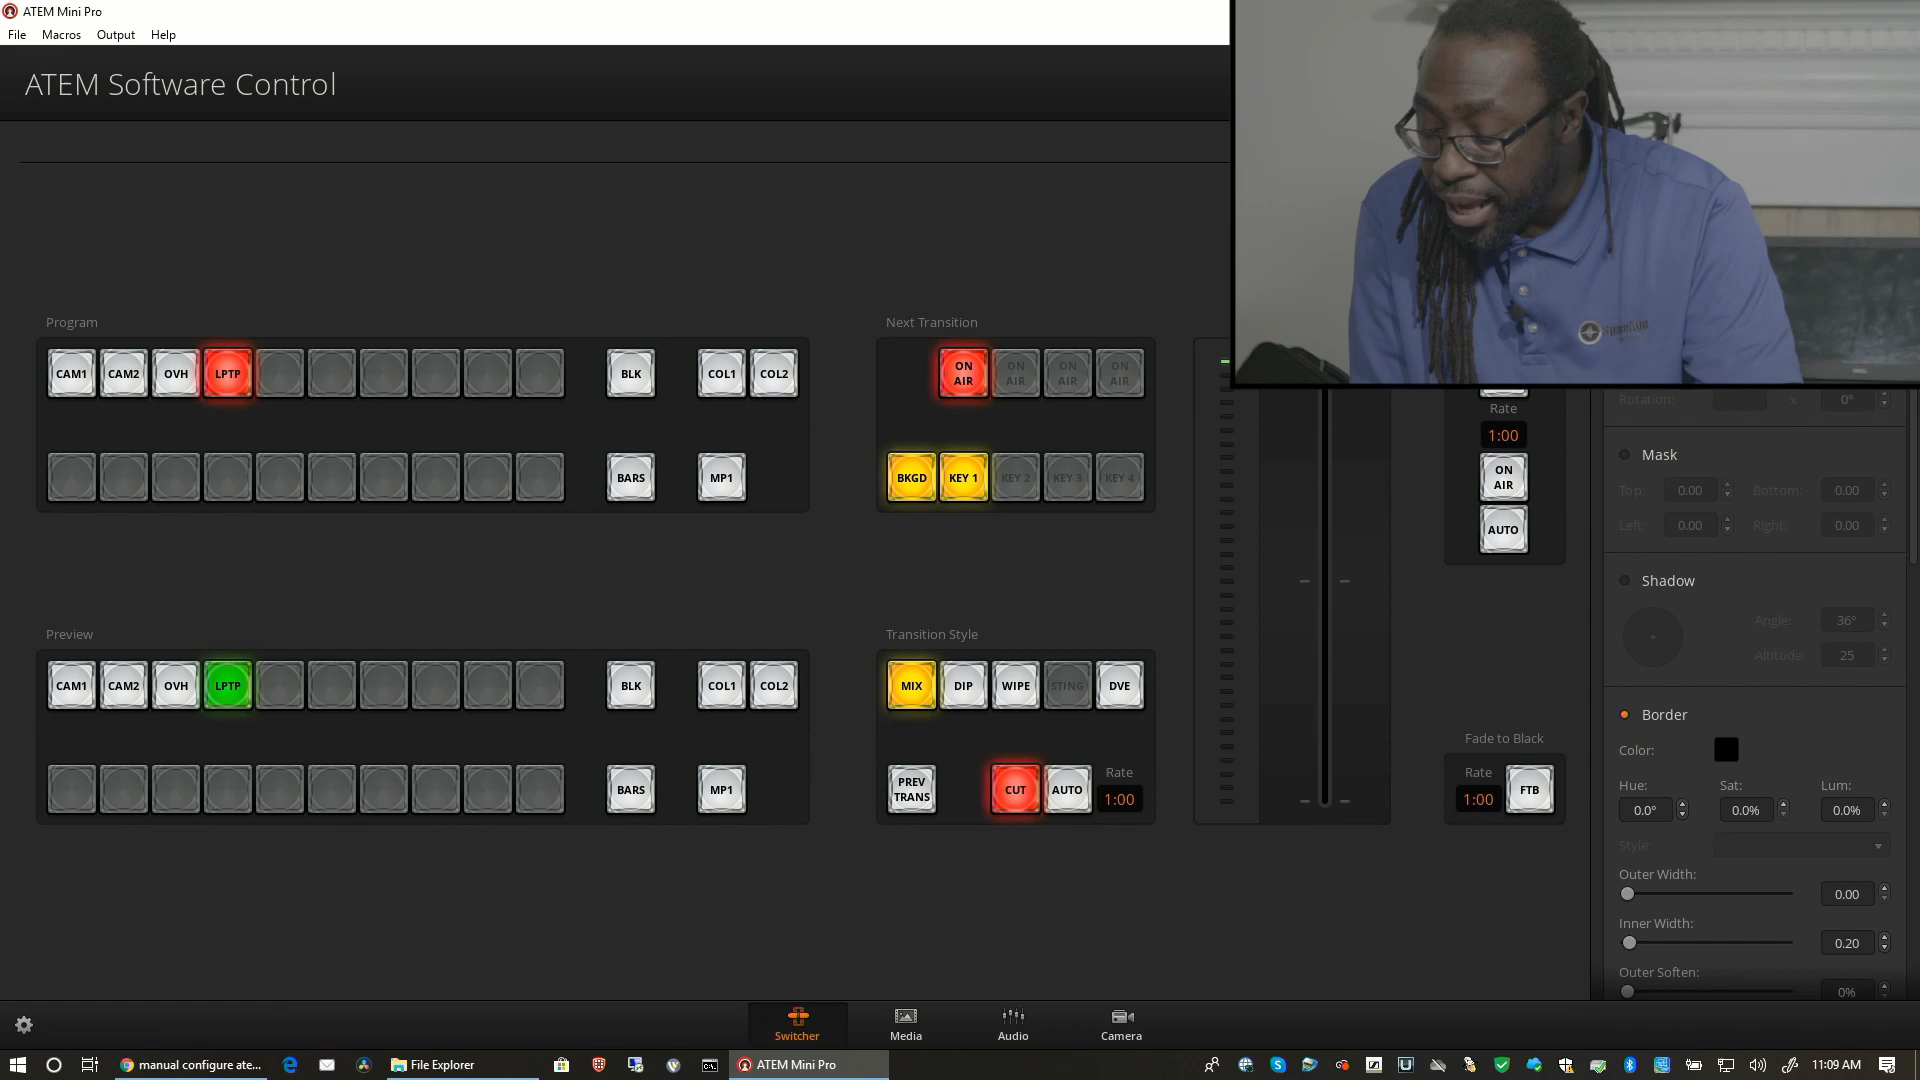 ATEM Mini Pro
File Macros Output Help
ATEM Software Control
Program
Next Transition
CAM1 CAM2 OVH LPTP BLK COL1 COL2
ON AIR ON AIR ON AIR ON AIR
BARS MP1
BKGD KEY 1 KEY 2 KEY 3 KEY 4
Rate
1:00
ON AIR
AUTO
Rotation: x 0°
Mask
Top: 0.00 Bottom: 0.00
Left: 0.00 Right: 0.00
Shadow
Angle: 36°
Altitude: 25
Preview
Transition Style
CAM1 CAM2 OVH LPTP BLK COL1 COL2
MIX DIP WIPE STING DVE
BARS MP1
PREV TRANS CUT AUTO Rate 1:00
Fade to Black
Rate 1:00 FTB
Border
Color:
Hue: Sat: Lum:
0.0° 0.0% 0.0%
Style:
Outer Width:
0.00
Inner Width:
0.20
Outer Soften:
0%
Switcher Media Audio Camera
manual configure ate... File Explorer ATEM Mini Pro 11:09 AM